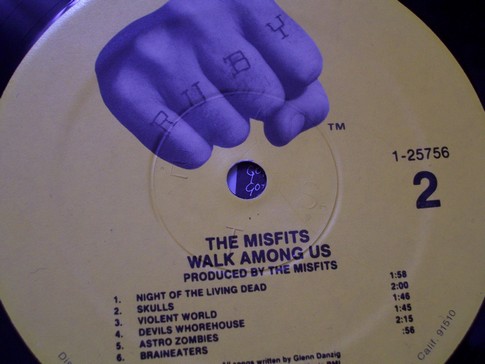 RUBY
TM
1-25756
2
THE MISFITS
WALK AMONG US
PRODUCED BY THE MISFITS
1. NIGHT OF THE LIVING DEAD 1:58
2. SKULLS 2:00
3. VIOLENT WORLD 1:46
4. DEVILS WHOREHOUSE 1:45
5. ASTRO ZOMBIES 2:15
6. BRAINEATERS :56
songs written by Glenn Danzig
BMI
Calif. 91510